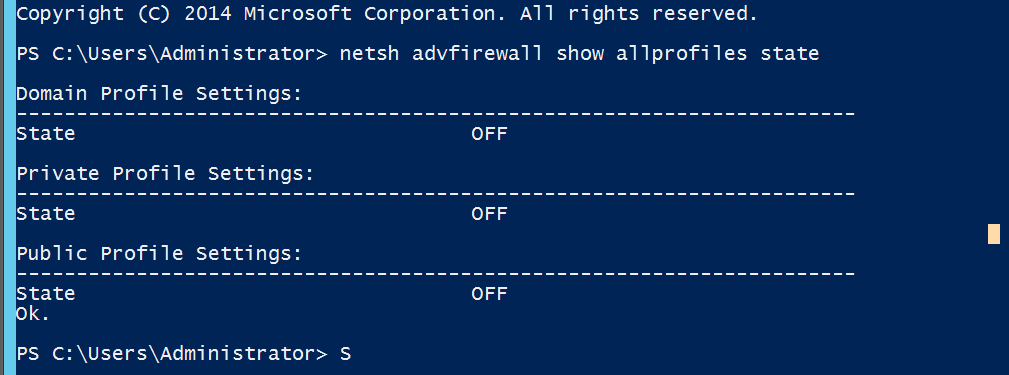 Copyright (C) 2014 Microsoft Corporation. All rights reserved.
PS C:\Users\Administrator> netsh advfirewall show allprofiles state
Domain Profile Settings:
----------------------------------------------------------------------
State                                 OFF
Private Profile Settings:
----------------------------------------------------------------------
State                                 OFF
Public Profile Settings:
----------------------------------------------------------------------
State                                 OFF
Ok.
PS C:\Users\Administrator> S